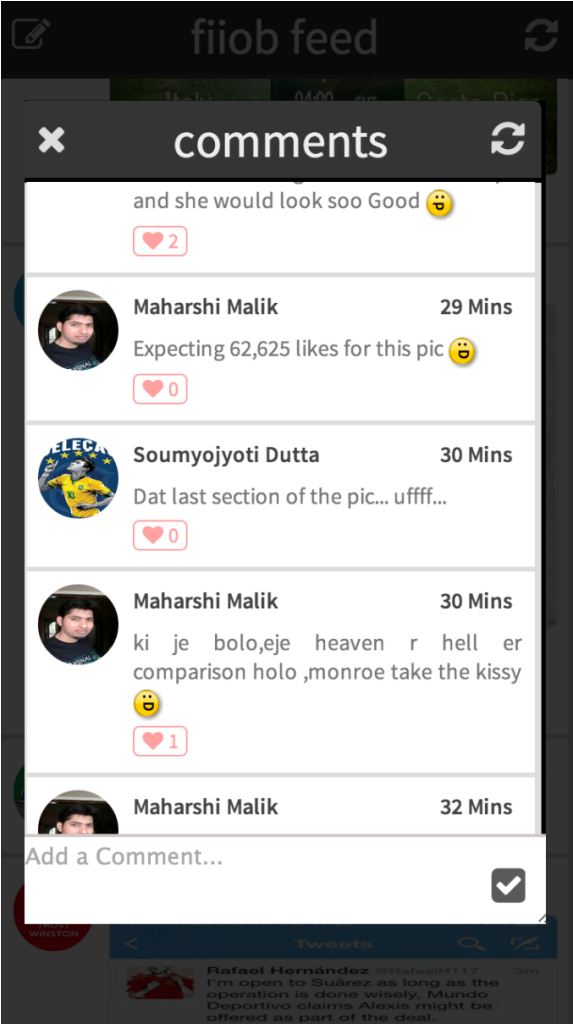 fiiob feed
Italy 04:00
comments
and she would look soo Good
2
Maharshi Malik 29 Mins
Expecting 62,625 likes for this pic
0
Soumyojyoti Dutta 30 Mins
Dat last section of the pic... uffff...
0
Maharshi Malik 30 Mins
ki je bolo,eje heaven r hell er
comparison holo ,monroe take the kissy
1
Maharshi Malik 32 Mins
Add a Comment...
TRUST
WINSTON
Tweets
Rafael Hernández @RafaelH117 3m
I'm open to Suárez as long as the
operation is done wisely, Mundo
Deportivo claims Alexis might be
offered as part of the deal.